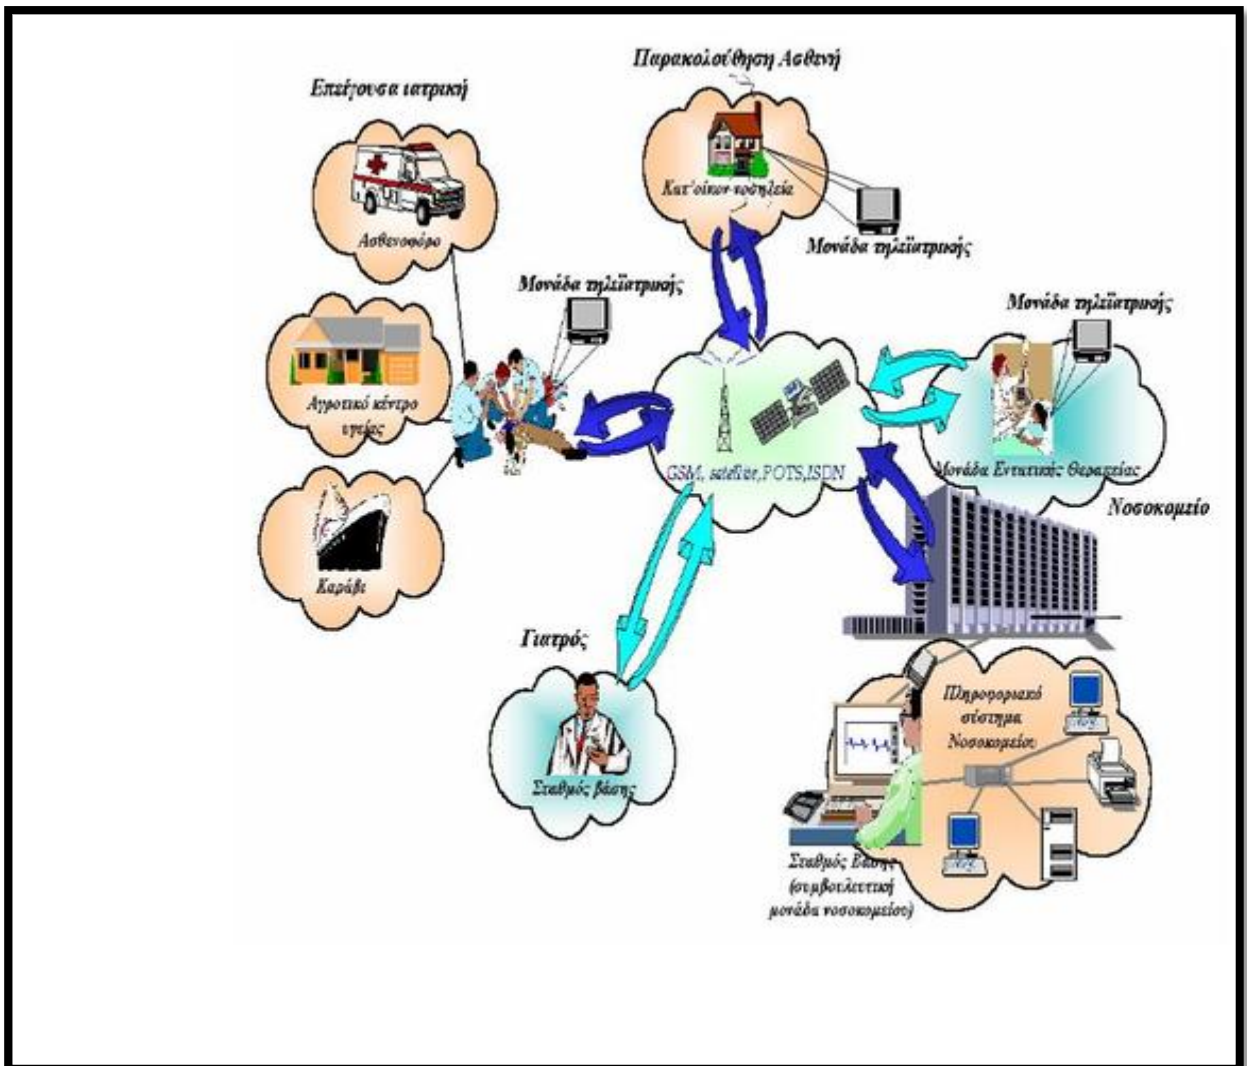 Παρακολούθηση Ασθενή
Επείγουσα ιατρική
Κατ'οίκον νοσηλεία
Ασθενοφόρο
Μονάδα τηλεϊατρικής
Μονάδα τηλεϊατρικής
Μονάδα τηλεϊατρικής
Αγροτικό κέντρο
υγείας
GSM, satellite,POTS,ISDN
Μονάδα Εντατικής Θεραπείας
Νοσοκομείο
Καράβι
Γιατρός
Σταθμός βάσης
Πληροφοριακό
σύστημα
Νοσοκομείου
Σταθμός Βάσης
(συμβουλευτική
μονάδα νοσοκομείου)